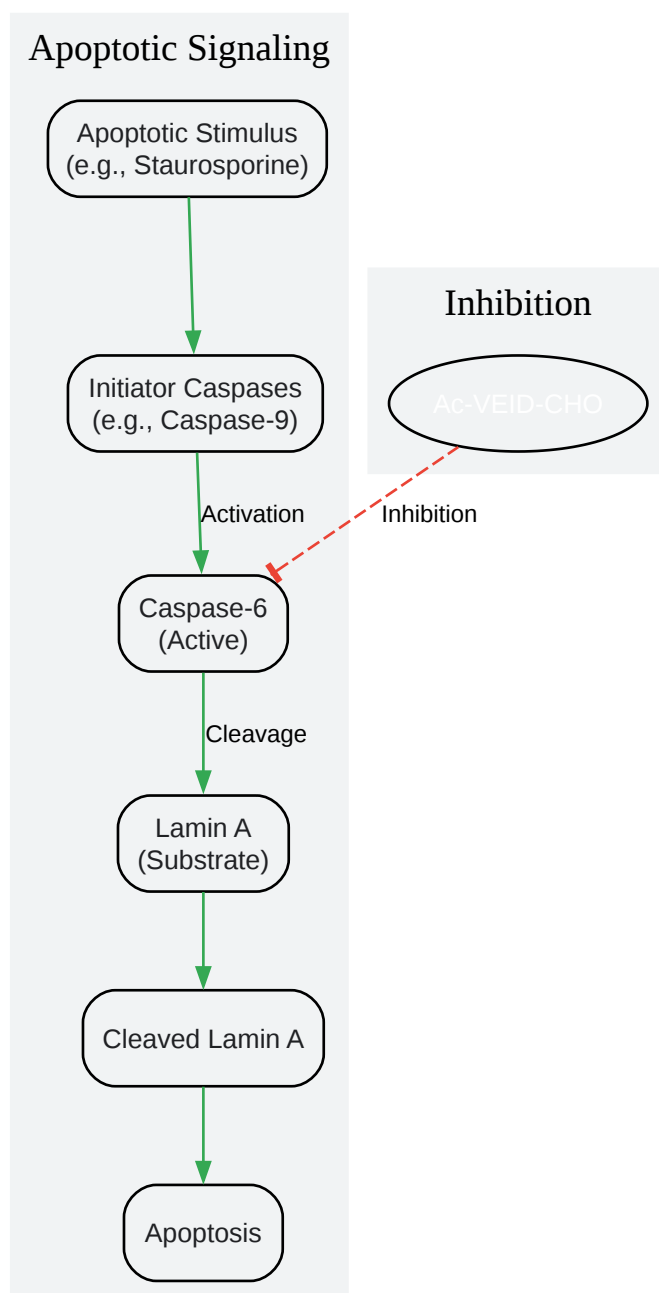 Apoptotic Signaling
Apoptotic Stimulus
(e.g., Staurosporine)
Inhibition
Initiator Caspases
(e.g., Caspase-9)
Ac-VEID-CHO
Activation
Inhibition
Caspase-6
(Active)
Cleavage
Lamin A
(Substrate)
Cleaved Lamin A
Apoptosis